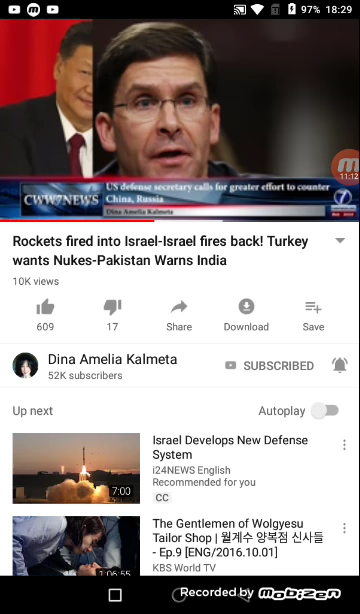 97% 18:29
11:12
US defense secretary calls for greater effort to counter
CWW7NEWS
China, Russia
Dina Amelia Kalmeta
7
Rockets fired into Israel-Israel fires back! Turkey
wants Nukes-Pakistan Warns India
10K views
609
17
Share
Download
Save
Dina Amelia Kalmeta
SUBSCRIBED
52K subscribers
Up next
Autoplay
Israel Develops New Defense
System
i24NEWS English
Recommended for you
CC
7:00
The Gentlemen of Wolgyesu
Tailor Shop | 월계수 양복점 신사들
- Ep.9 [ENG/2016.10.01]
KBS World TV
1:06:55
Recorded by Mobizen